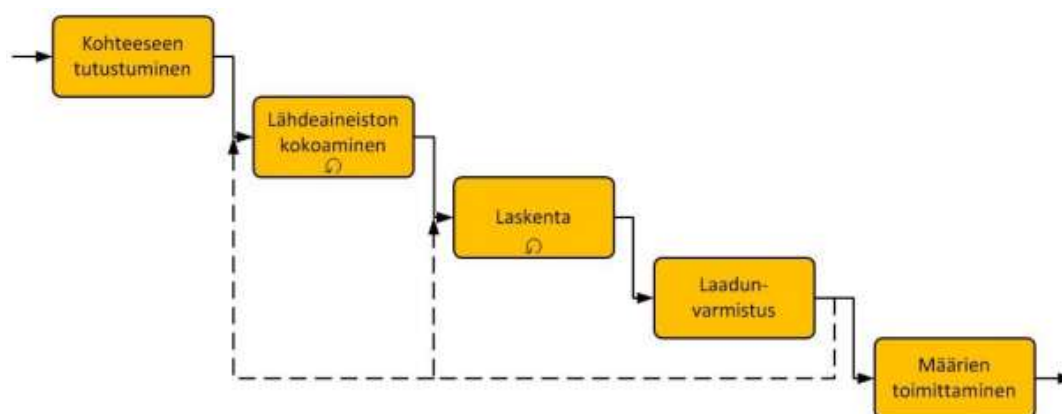 Kohteeseen
tutustuminen
Lähdeaineiston
kokoaminen
Laskenta
Laadun-
varmistus
Määrien
toimittaminen